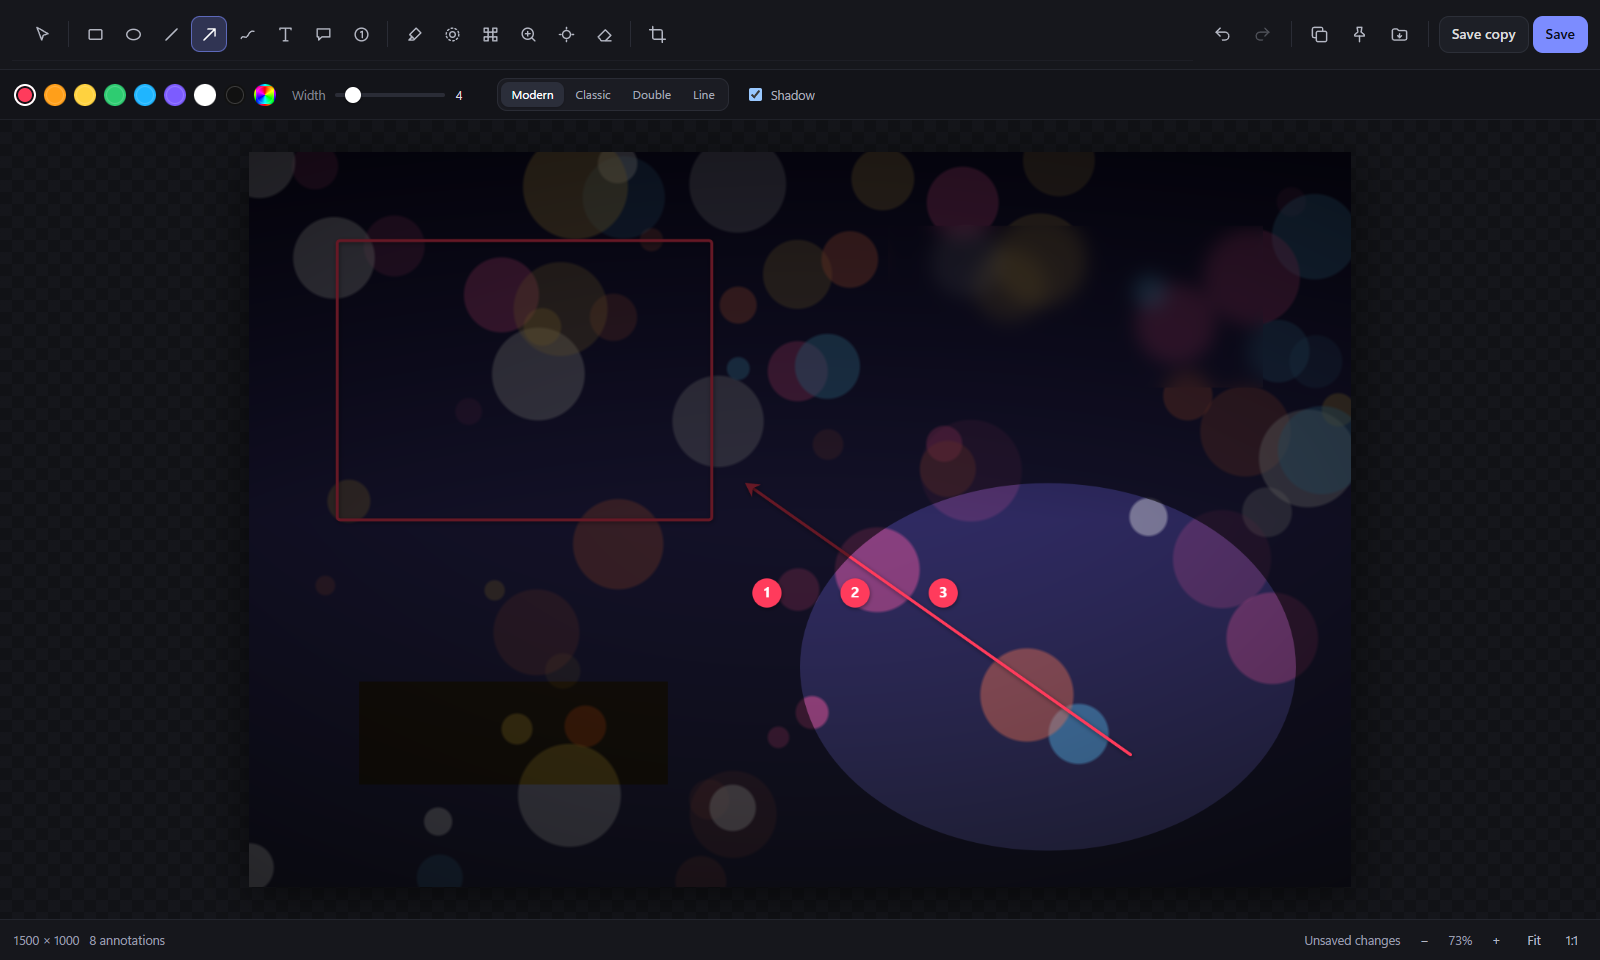 Save copy
Save
Width
4
Modern
Classic
Double
Line
Shadow
1
2
3
1500 × 1000
8 annotations
Unsaved changes
−
73%
+
Fit
1:1